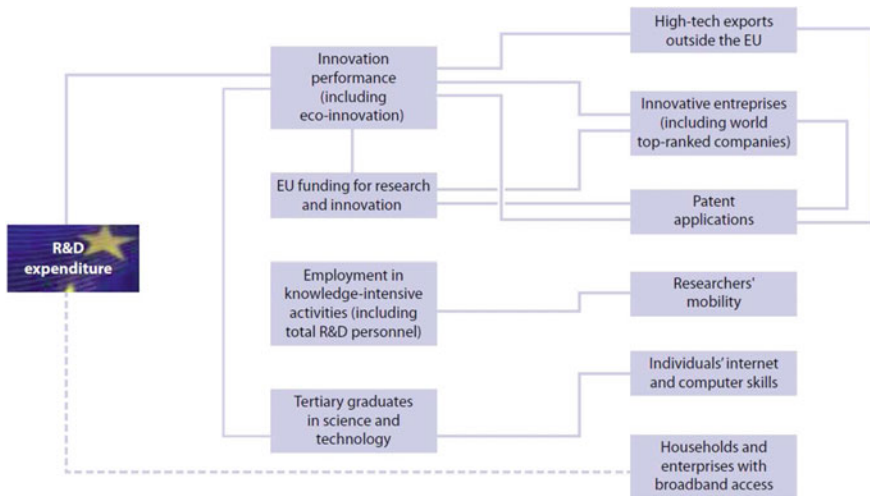 R&D
expenditure
Innovation
performance
(including
eco-innovation)
EU funding for research
and innovation
Employment in
knowledge-intensive
activities (including
total R&D personnel)
Tertiary graduates
in science and
technology
High-tech exports
outside the EU
Innovative entreprises
(including world
top-ranked companies)
Patent
applications
Researchers'
mobility
Individuals' internet
and computer skills
Households and
enterprises with
broadband access